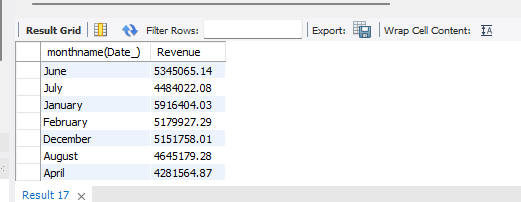 Result Grid Filter Rows: Export: Wrap Cell Content:
monthname(Date_) Revenue
June 5345065.14
July 4484022.08
January 5916404.03
February 5179927.29
December 5151758.01
August 4645179.28
April 4281564.87
Result 17 ×